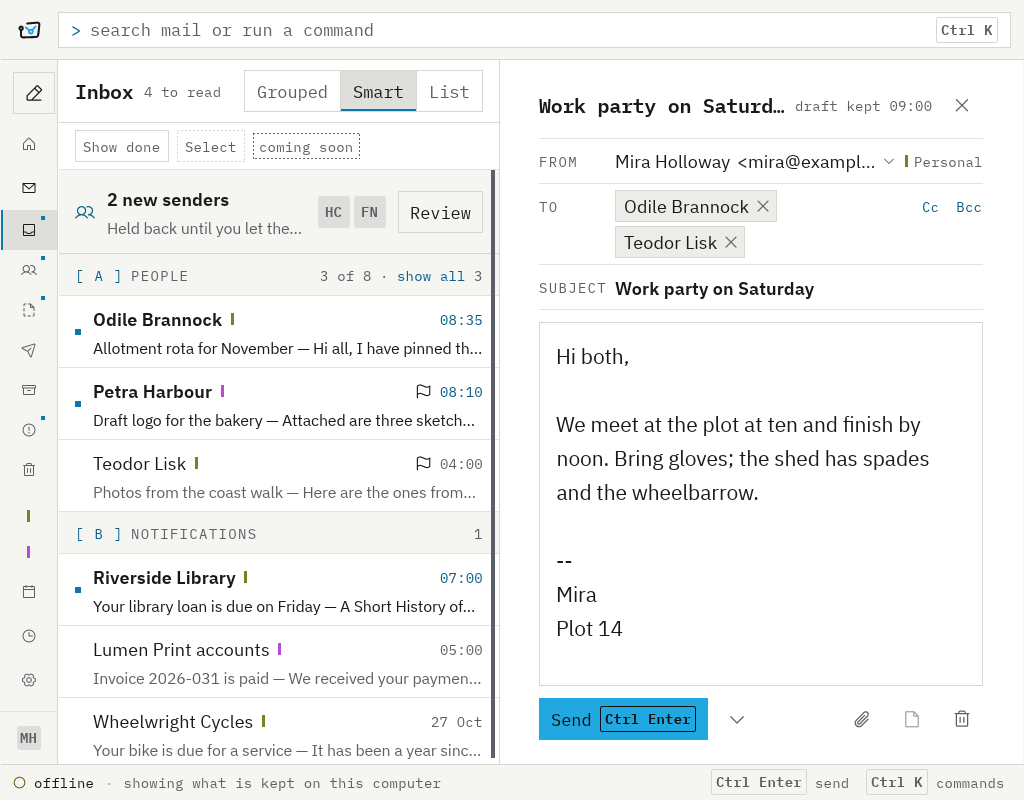 > search mail or run a command Ctrl K
Inbox 4 to read Grouped Smart List
Show done Select coming soon
2 new senders
Held back until you let the… HC FN Review
[ A ] PEOPLE 3 of 8 · show all 3
Odile Brannock 08:35
Allotment rota for November — Hi all, I have pinned th…
Petra Harbour 08:10
Draft logo for the bakery — Attached are three sketch…
Teodor Lisk 04:00
Photos from the coast walk — Here are the ones from…
[ B ] NOTIFICATIONS 1
Riverside Library 07:00
Your library loan is due on Friday — A Short History of…
Lumen Print accounts 05:00
Invoice 2026-031 is paid — We received your paymen…
Wheelwright Cycles 27 Oct
Your bike is due for a service — It has been a year sinc…
MH
Work party on Saturd… draft kept 09:00
FROM Mira Holloway <mira@exampl… Personal
TO Odile Brannock Cc Bcc
Teodor Lisk
SUBJECT Work party on Saturday
Hi both,
We meet at the plot at ten and finish by
noon. Bring gloves; the shed has spades
and the wheelbarrow.
--
Mira
Plot 14
Send Ctrl Enter
offline · showing what is kept on this computer Ctrl Enter send Ctrl K commands